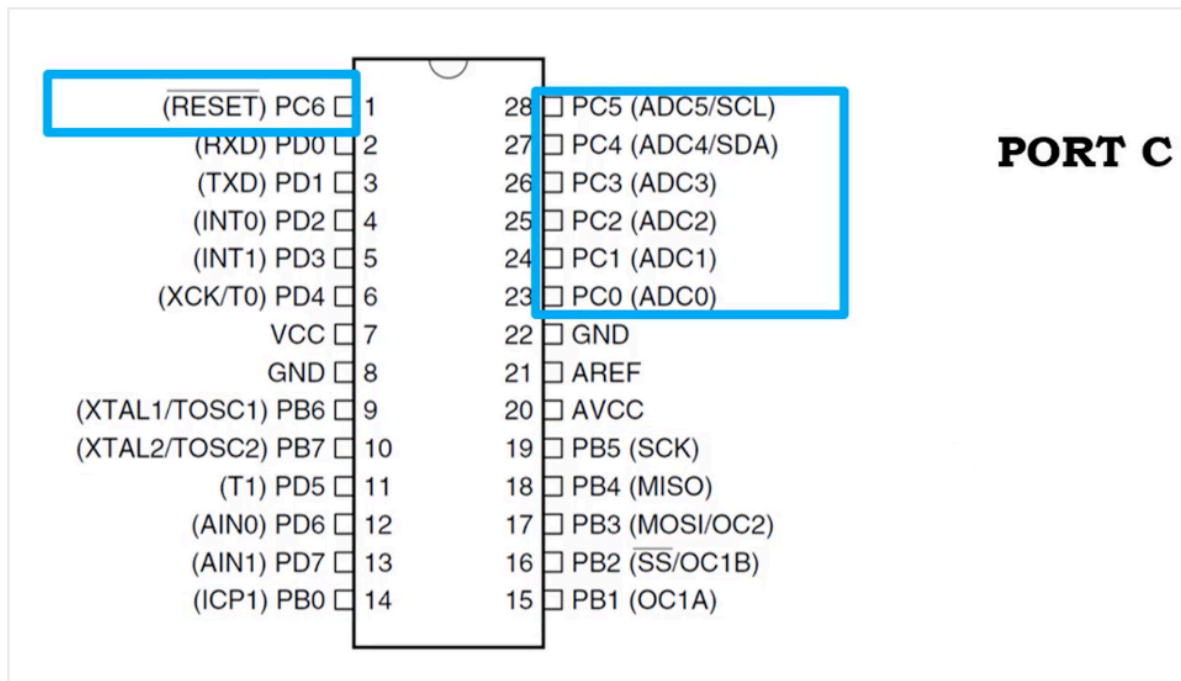 (RESET) PC6 1 28 PC5 (ADC5/SCL)
(RXD) PD0 2 27 PC4 (ADC4/SDA)
PORT C
(TXD) PD1 3 26 PC3 (ADC3)
(INT0) PD2 4 25 PC2 (ADC2)
(INT1) PD3 5 24 PC1 (ADC1)
(XCK/T0) PD4 6 23 PC0 (ADC0)
VCC 7 22 GND
GND 8 21 AREF
(XTAL1/TOSC1) PB6 9 20 AVCC
(XTAL2/TOSC2) PB7 10 19 PB5 (SCK)
(T1) PD5 11 18 PB4 (MISO)
(AIN0) PD6 12 17 PB3 (MOSI/OC2)
(AIN1) PD7 13 16 PB2 (SS/OC1B)
(ICP1) PB0 14 15 PB1 (OC1A)